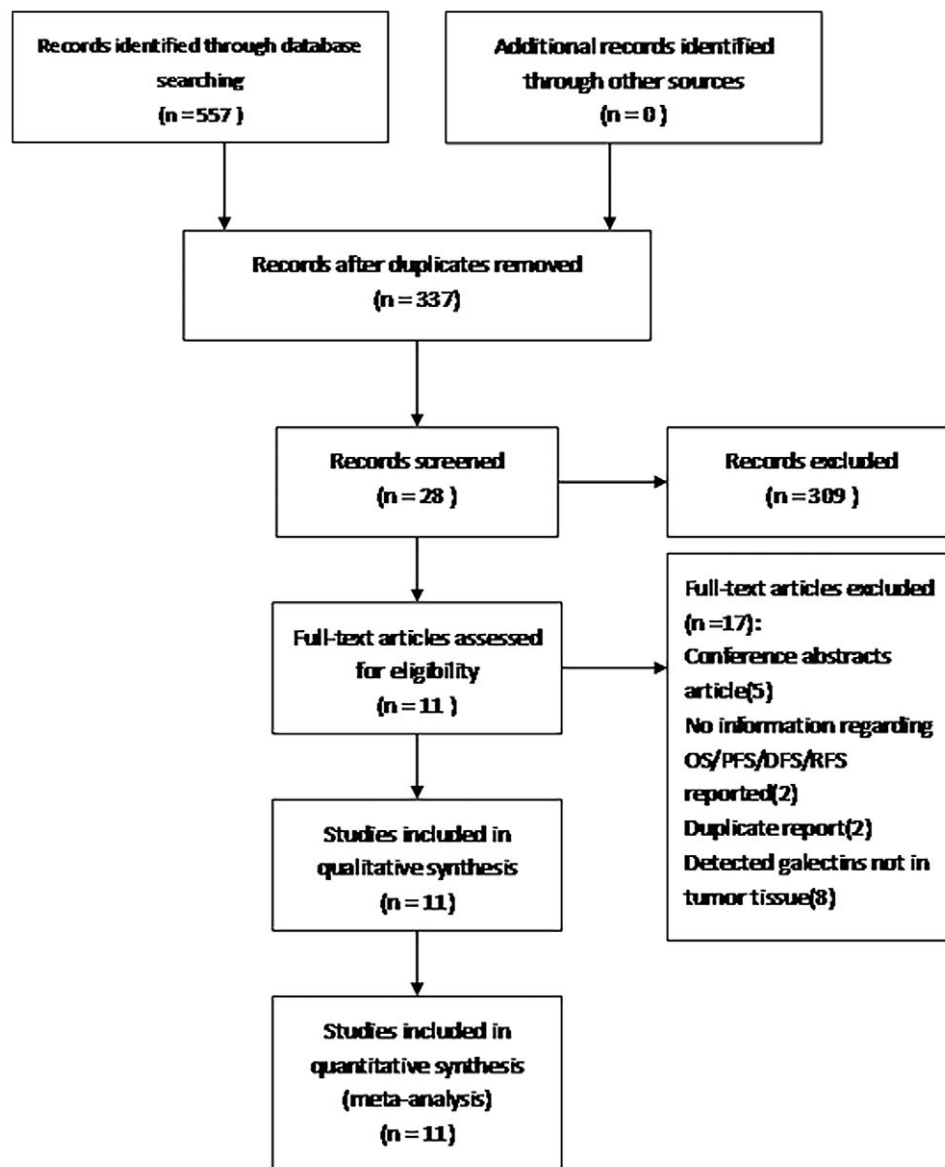 Records identified through database
searching
(n = 557 )
Additional records identified
through other sources
(n = 0 )
Records after duplicates removed
(n = 337)
Records screened
(n = 28 )
Records excluded
(n = 309 )
Full-text articles assessed
for eligibility
(n = 11 )
Full-text articles excluded
(n =17):
Conference abstracts
article(5)
No information regarding
OS/PFS/DFS/RFS
reported(2)
Duplicate report(2)
Detected galectins not in
tumor tissue(8)
Studies included in
qualitative synthesis
(n = 11)
Studies included in
quantitative synthesis
(meta-analysis)
(n = 11)